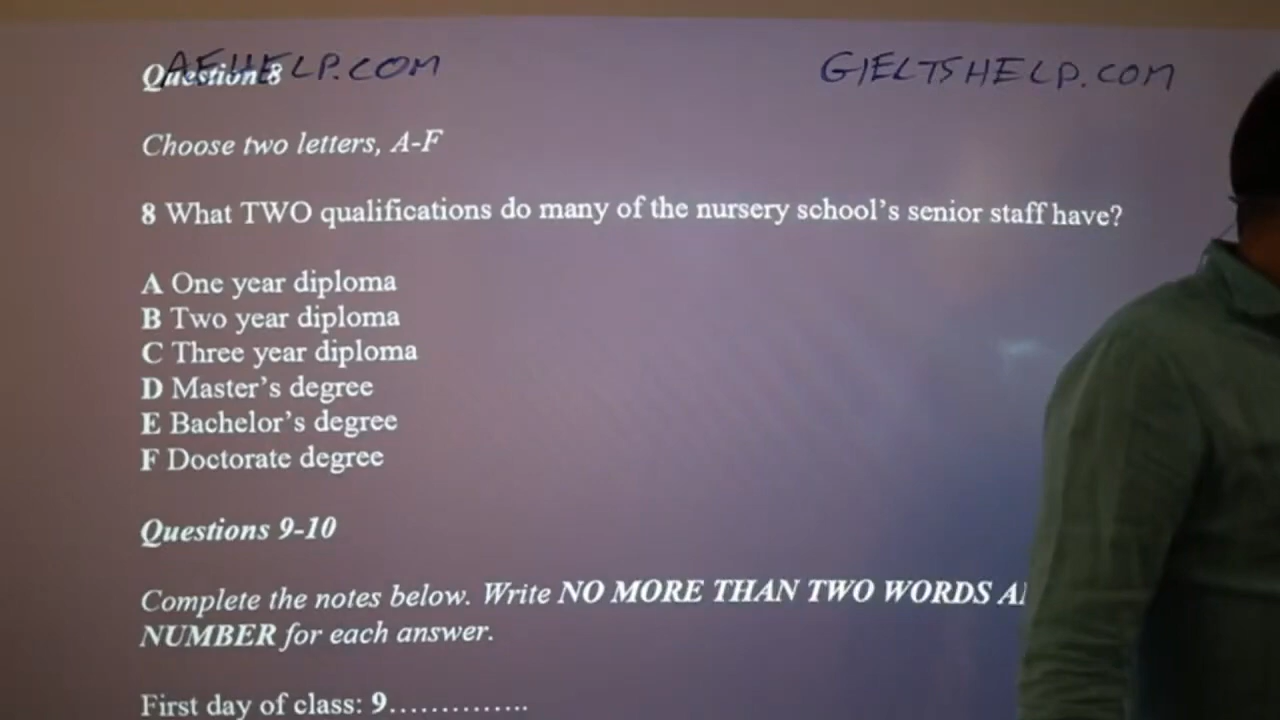 AEHELP.COM GIELTSHELP.COM
Question 8
Choose two letters, A-F
8 What TWO qualifications do many of the nursery school's senior staff have?
A One year diploma
B Two year diploma
C Three year diploma
D Master's degree
E Bachelor's degree
F Doctorate degree
Questions 9-10
Complete the notes below. Write NO MORE THAN TWO WORDS
NUMBER for each answer.
First day of class: 9..............